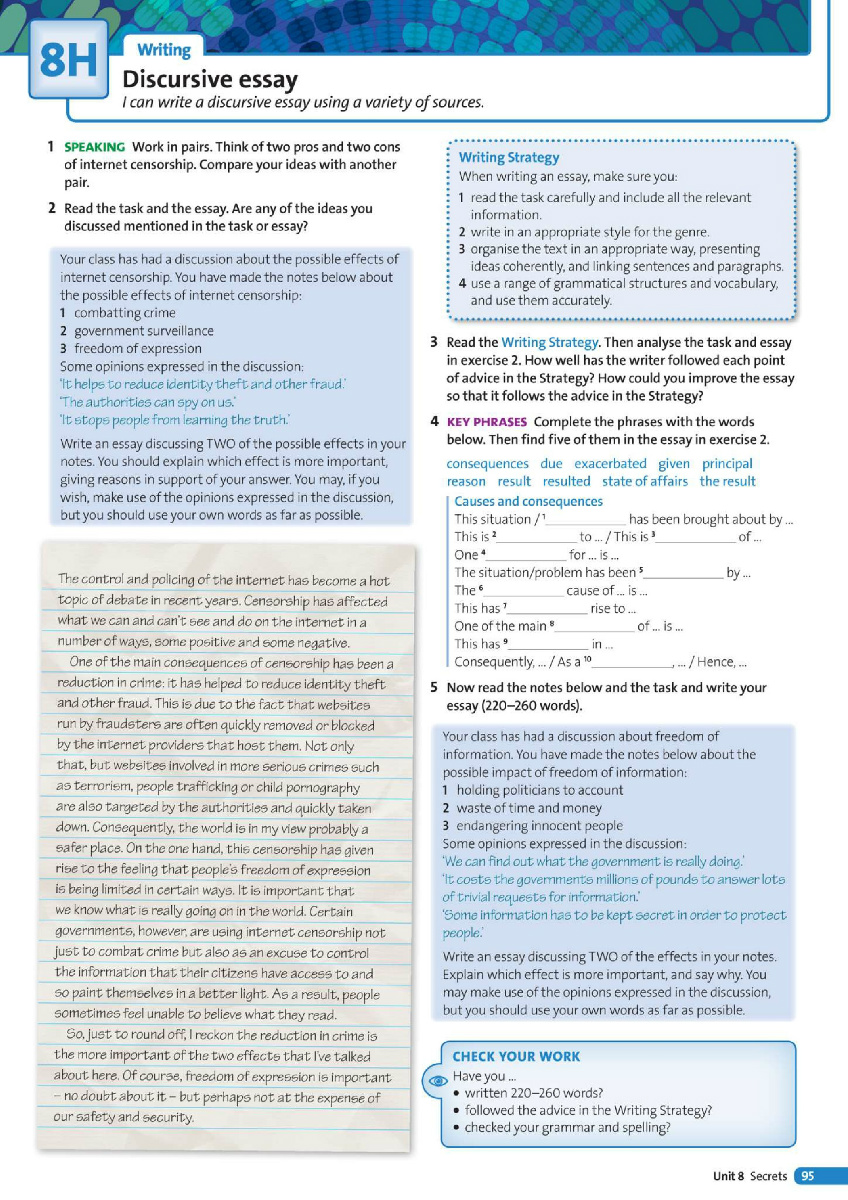 8H
Writing
Discursive essay
I can write a discursive essay using a variety of sources.
1 SPEAKING Work in pairs. Think of two pros and two cons
of internet censorship. Compare your ideas with another
pair.
2 Read the task and the essay. Are any of the ideas you
discussed mentioned in the task or essay?
Your class has had a discussion about the possible effects of
internet censorship. You have made the notes below about
the possible effects of internet censorship:
1 combatting crime
2 government surveillance
3 freedom of expression
Some opinions expressed in the discussion:
'It helps to reduce identity theft and other fraud.'
'The authorities can spy on us.'
'It stops people from learning the truth.'
Write an essay discussing TWO of the possible effects in your
notes. You should explain which effect is more important,
giving reasons in support of your answer. You may, if you
wish, make use of the opinions expressed in the discussion,
but you should use your own words as far as possible.
The control and policing of the internet has become a hot
topic of debate in recent years. Censorship has affected
what we can and can't see and do on the internet in a
number of ways, some positive and some negative.
One of the main consequences of censorship has been a
reduction in crime: it has helped to reduce identity theft
and other fraud. This is due to the fact that websites
run by fraudsters are often quickly removed or blocked
by the internet providers that host them. Not only
that, but websites involved in more serious crimes such
as terrorism, people trafficking or child pornography
are also targeted by the authorities and quickly taken
down. Consequently, the world is in my view probably a
safer place. On the one hand, this censorship has given
rise to the feeling that people's freedom of expression
is being limited in certain ways. It is important that
we know what is really going on in the world. Certain
governments, however, are using internet censorship not
just to combat crime but also as an excuse to control
the information that their citizens have access to and
so paint themselves in a better light. As a result, people
sometimes feel unable to believe what they read.
So, just to round off, I reckon the reduction in crime is
the more important of the two effects that I've talked
about here. Of course, freedom of expression is important
– no doubt about it – but perhaps not at the expense of
our safety and security.
Writing Strategy
When writing an essay, make sure you:
1 read the task carefully and include all the relevant
information.
2 write in an appropriate style for the genre.
3 organise the text in an appropriate way, presenting
ideas coherently, and linking sentences and paragraphs.
4 use a range of grammatical structures and vocabulary,
and use them accurately.
3 Read the Writing Strategy. Then analyse the task and essay
in exercise 2. How well has the writer followed each point
of advice in the Strategy? How could you improve the essay
so that it follows the advice in the Strategy?
4 KEY PHRASES Complete the phrases with the words
below. Then find five of them in the essay in exercise 2.
consequences due exacerbated given principal
reason result resulted state of affairs the result
Causes and consequences
This situation / 1____________ has been brought about by ...
This is 2____________ to ... / This is 3____________ of ...
One 4____________ for ... is ...
The situation/problem has been 5____________ by ...
The 6____________ cause of ... is ...
This has 7____________ rise to ...
One of the main 8____________ of ... is ...
This has 9____________ in ...
Consequently, ... / As a 10____________, ... / Hence, ...
5 Now read the notes below and the task and write your
essay (220–260 words).
Your class has had a discussion about freedom of
information. You have made the notes below about the
possible impact of freedom of information:
1 holding politicians to account
2 waste of time and money
3 endangering innocent people
Some opinions expressed in the discussion:
'We can find out what the government is really doing.'
'It costs the governments millions of pounds to answer lots
of trivial requests for information.'
'Some information has to be kept secret in order to protect
people.'
Write an essay discussing TWO of the effects in your notes.
Explain which effect is more important, and say why. You
may make use of the opinions expressed in the discussion,
but you should use your own words as far as possible.
CHECK YOUR WORK
Have you ...
• written 220–260 words?
• followed the advice in the Writing Strategy?
• checked your grammar and spelling?
Unit 8 Secrets 95